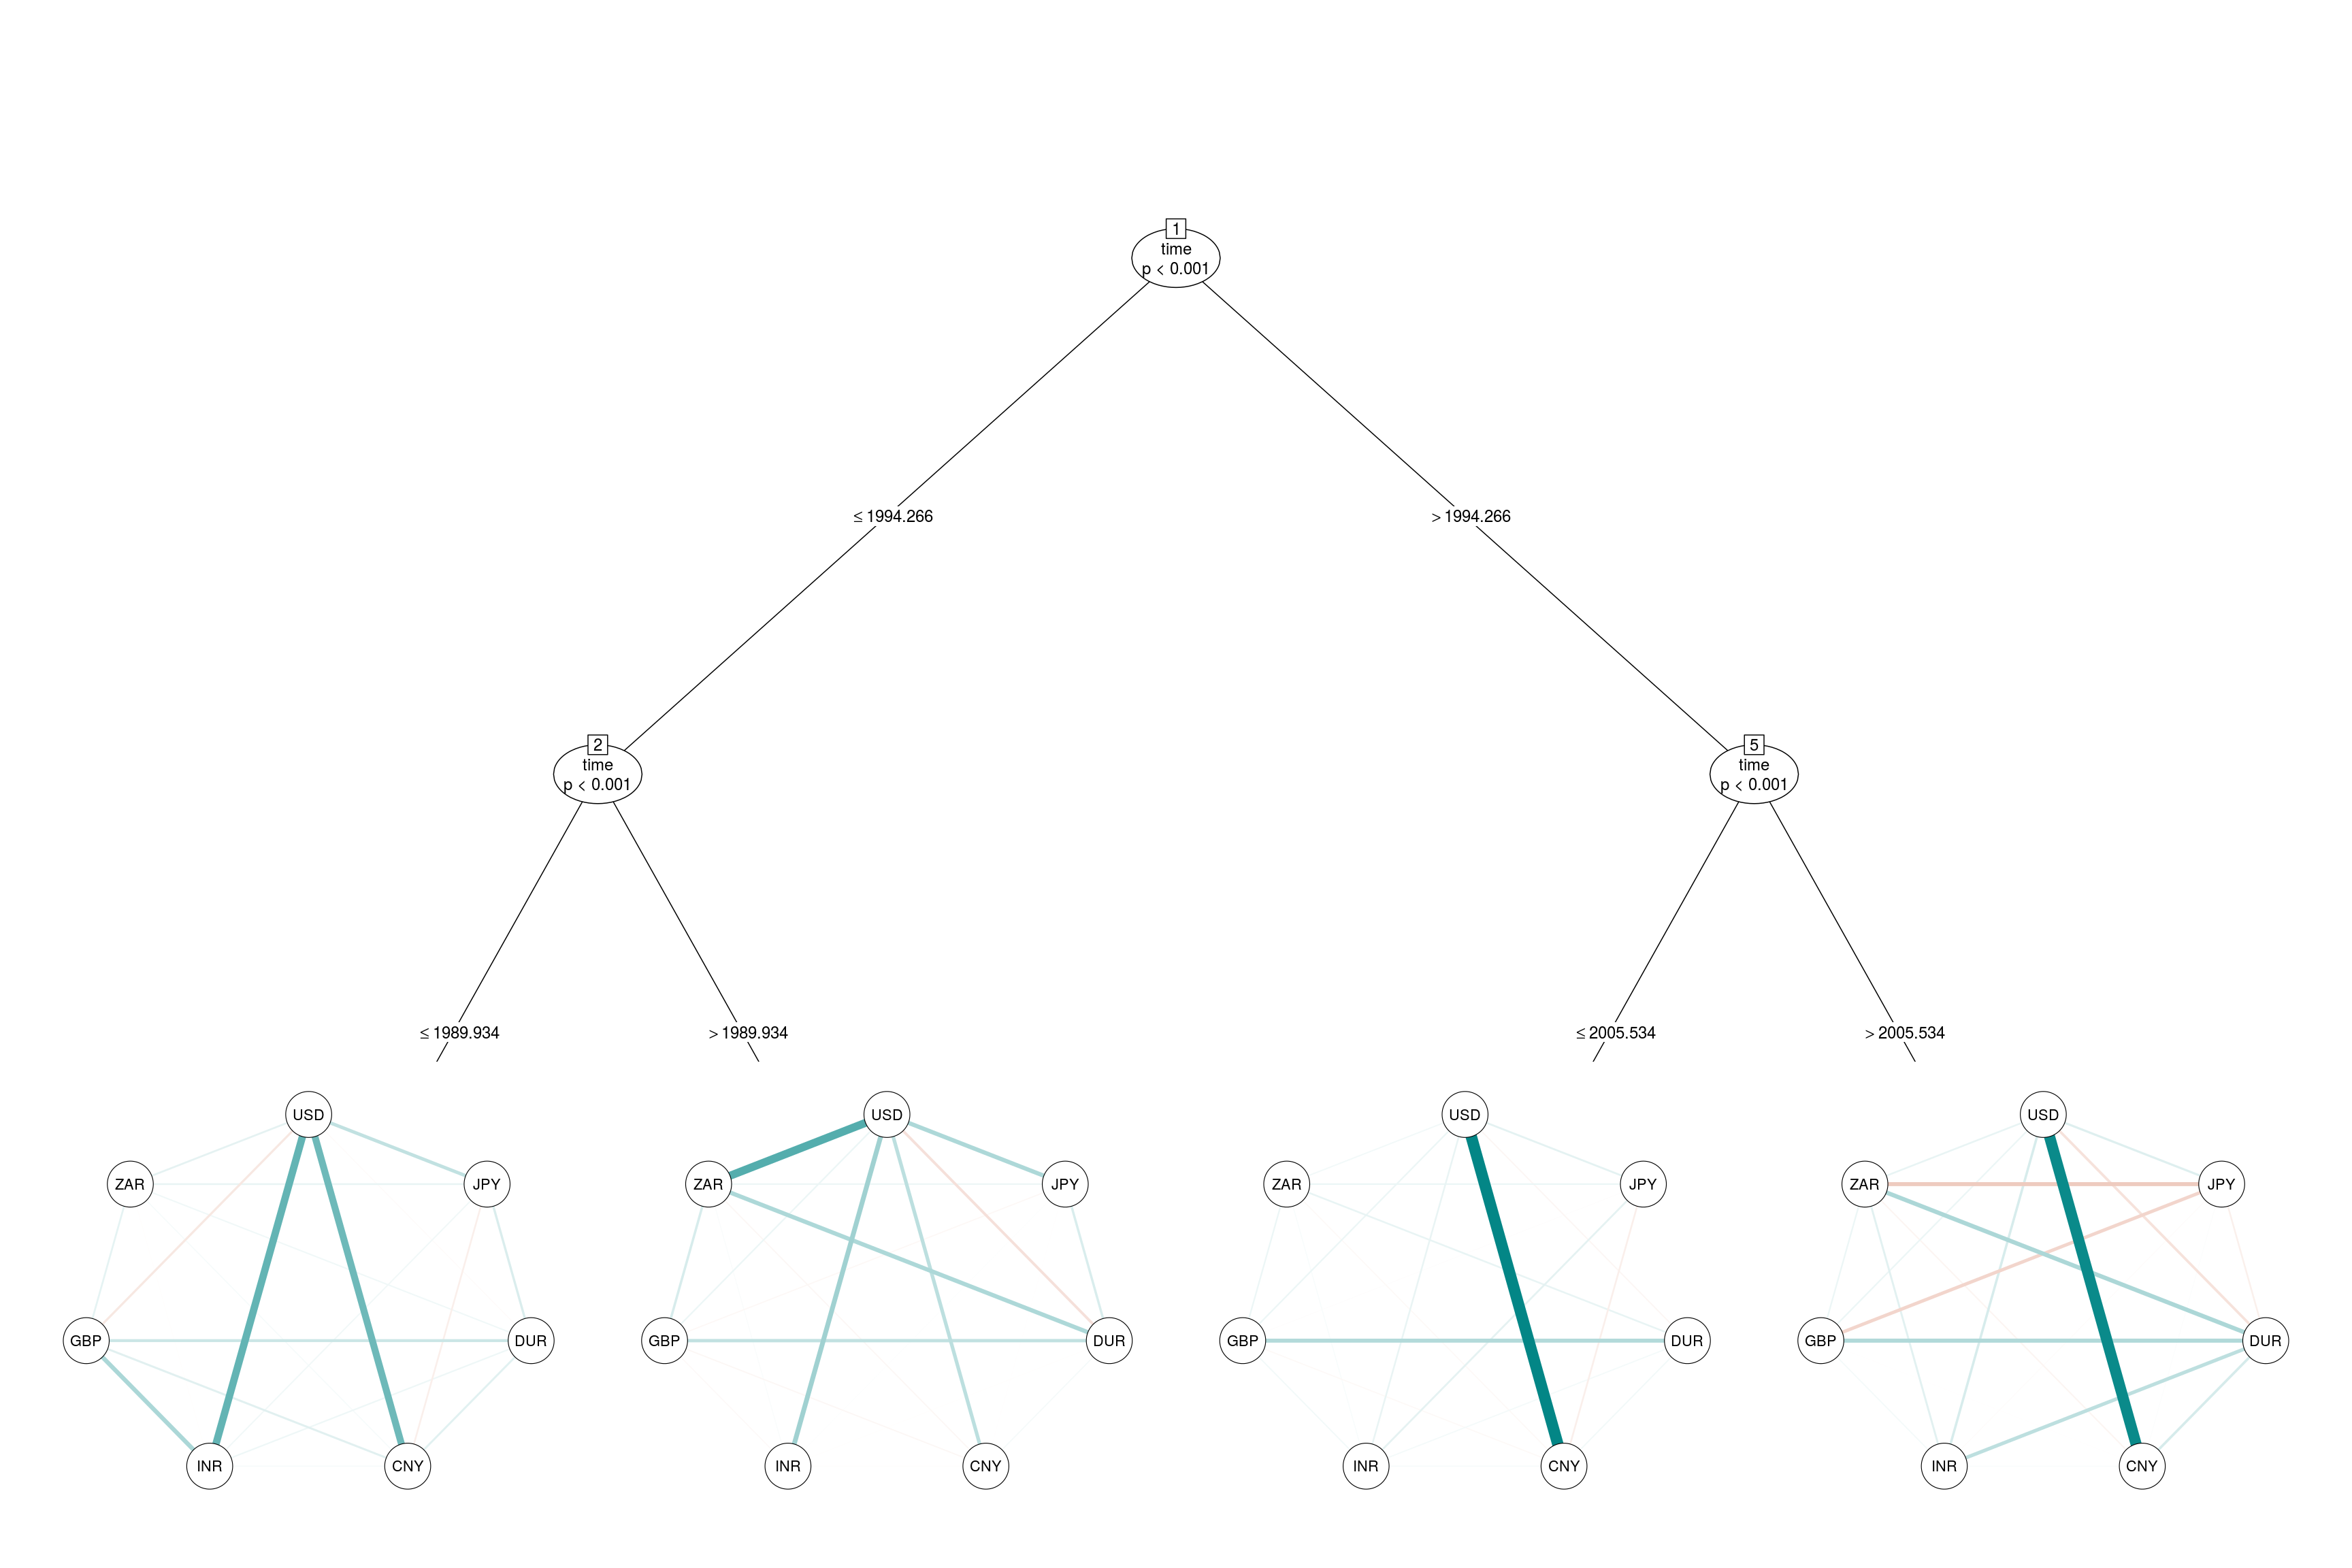 1
time
p < 0.001
≤ 1994.266
> 1994.266
2
time
p < 0.001
5
time
p < 0.001
≤ 1989.934
> 1989.934
≤ 2005.534
> 2005.534
USD
ZAR
JPY
GBP
DUR
INR
CNY
USD
ZAR
JPY
GBP
DUR
INR
CNY
USD
ZAR
JPY
GBP
DUR
INR
CNY
USD
ZAR
JPY
GBP
DUR
INR
CNY